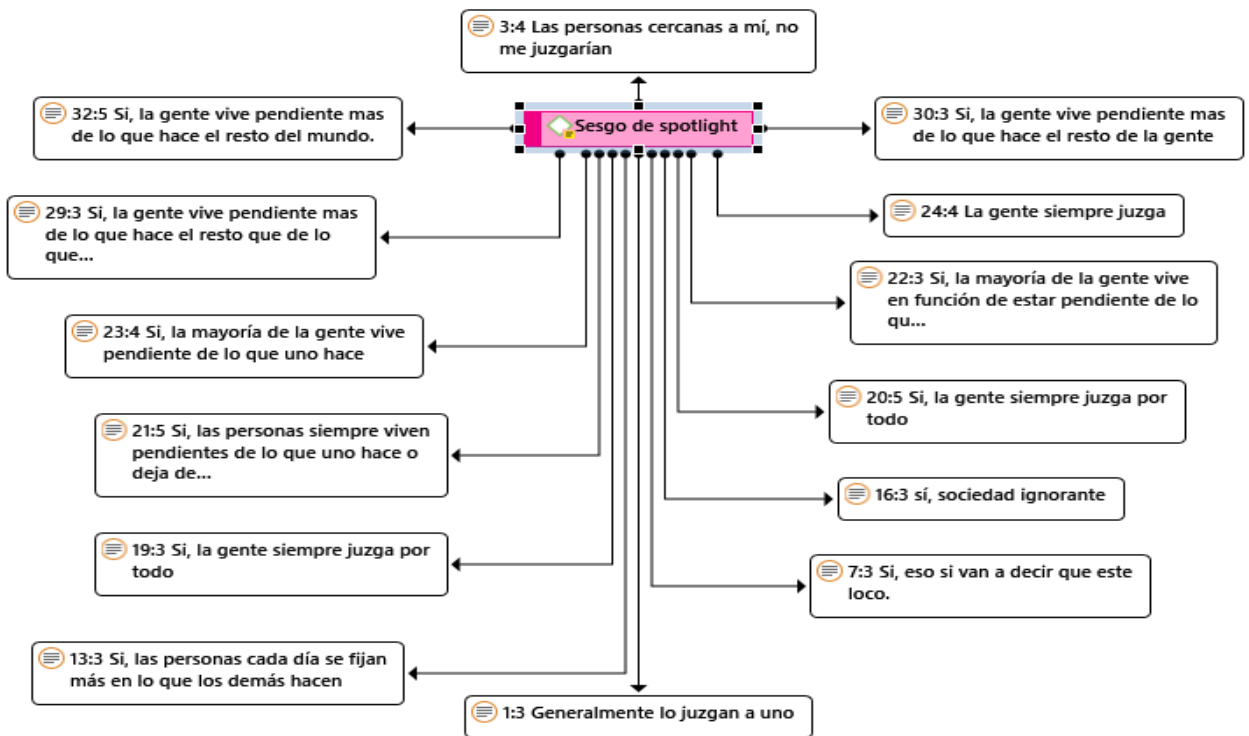 3:4 Las personas cercanas a mí, no
me juzgarían
32:5 Si, la gente vive pendiente mas
de lo que hace el resto del mundo.
Sesgo de spotlight
30:3 Si, la gente vive pendiente mas
de lo que hace el resto de la gente
29:3 Si, la gente vive pendiente mas
de lo que hace el resto que de lo
que...
24:4 La gente siempre juzga
22:3 Si, la mayoría de la gente vive
en función de estar pendiente de lo
qu...
23:4 Si, la mayoría de la gente vive
pendiente de lo que uno hace
20:5 Si, la gente siempre juzga por
todo
21:5 Si, las personas siempre viven
pendientes de lo que uno hace o
deja de...
16:3 sí, sociedad ignorante
19:3 Si, la gente siempre juzga por
todo
7:3 Si, eso si van a decir que este
loco.
13:3 Si, las personas cada día se fijan
más en lo que los demás hacen
1:3 Generalmente lo juzgan a uno